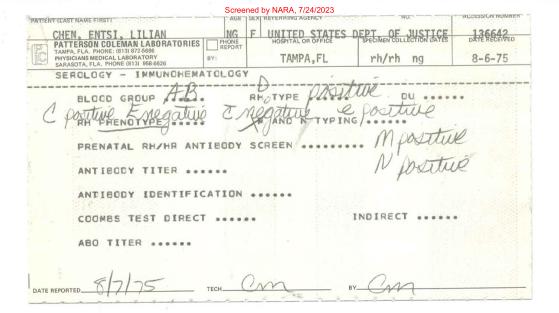 Screened by NARA, 7/24/2023
PATIENT (LAST NAME FIRST) AGE SEX REFERRING AGENCY NO. ACCESSION NUMBER
CHEN, ENTSI, LILIAN NG F UNITED STATES DEPT. OF JUSTICE 136642
PATTERSON COLEMAN LABORATORIES PHONE REPORT HOSPITAL OR OFFICE SPECIMEN COLLECTION DATES DATE RECEIVED
TAMPA, FLA. PHONE: (813) 872-5686
PHYSICIANS MEDICAL LABORATORY BY: TAMPA,FL rh/rh ng 8-6-75
SARASOTA, FLA. PHONE (813) 958-6626
SEROLOGY - IMMUNOHEMATOLOGY
BLOOD GROUP AB RH TYPE D positive DU ......
C positive E negative c negative e positive
RH PHENOTYPE ..... AND N TYPING ......
PRENATAL RH/HR ANTIBODY SCREEN ......... M positive
N positive
ANTIBODY TITER ......
ANTIBODY IDENTIFICATION ......
COOMBS TEST DIRECT ...... INDIRECT ......
ABO TITER ......
DATE REPORTED 8/7/75 TECH Cm BY Cm